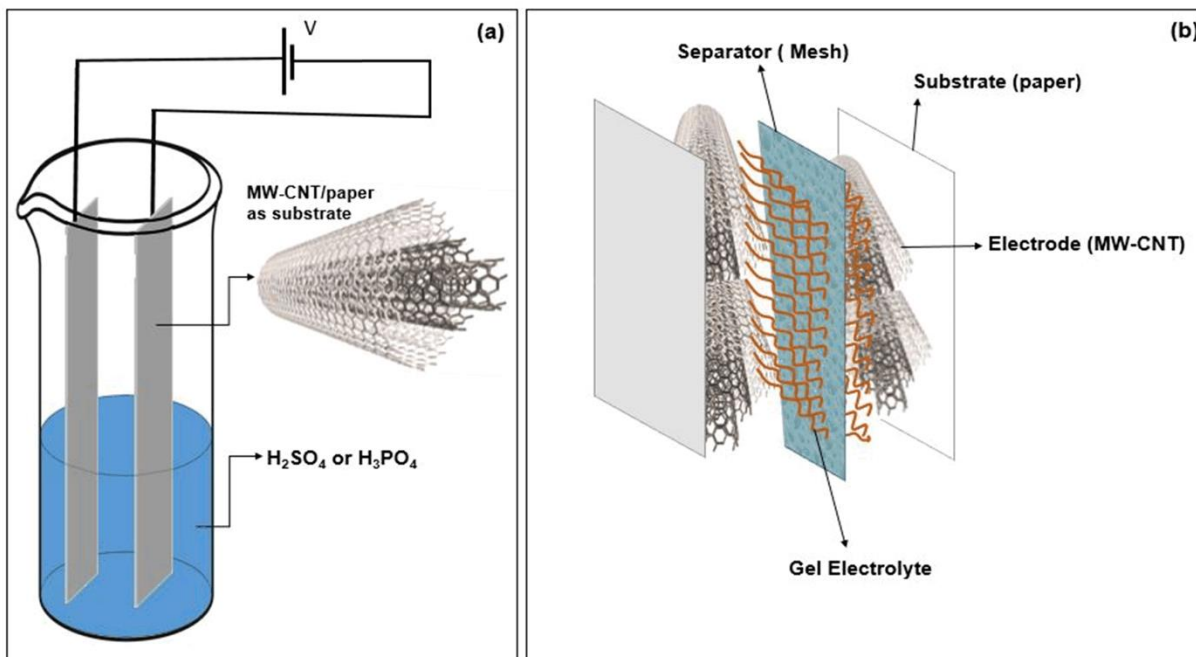 V
(a)
MW-CNT/paper
as substrate
H₂SO₄ or H₃PO₄
(b)
Separator ( Mesh)
Substrate (paper)
Electrode (MW-CNT)
Gel Electrolyte